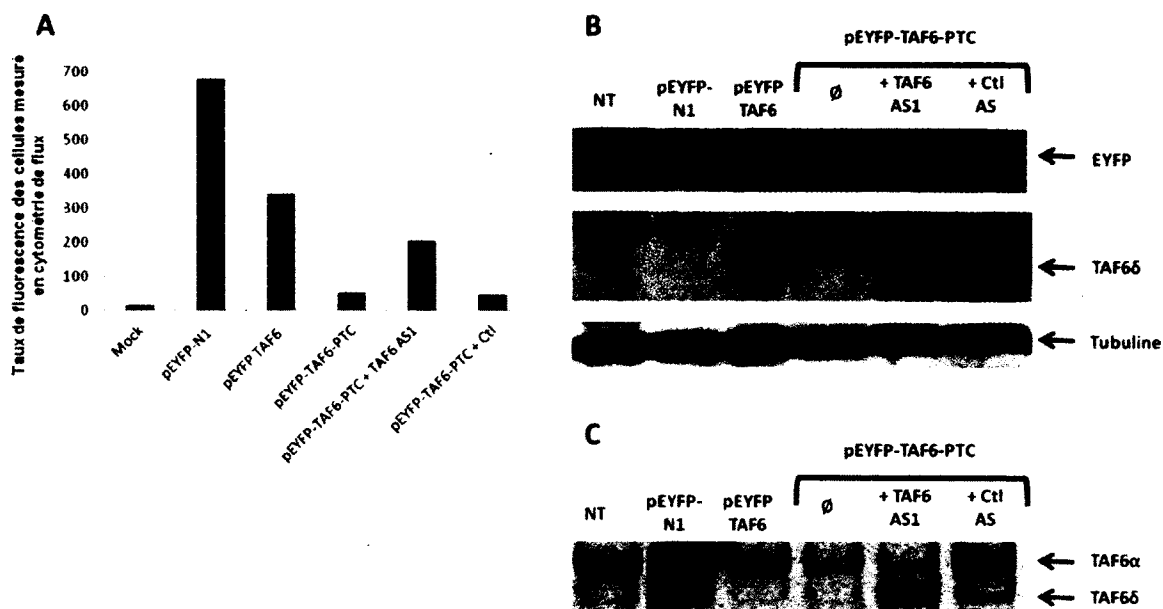 A
Taux de fluorescence des cellules mesuré
en cytométrie de flux
700
600
500
400
300
200
100
0
Mock
pEYFP-N1
pEYFP TAF6
pEYFP-TAF6-PTC
pEYFP-TAF6-PTC + TAF6 AS1
pEYFP-TAF6-PTC + Ctl
B
pEYFP-TAF6-PTC
NT
pEYFP-
N1
pEYFP
TAF6
Ø
+ TAF6
AS1
+ Ctl
AS
EYFP
TAF6δ
Tubuline
C
pEYFP-TAF6-PTC
NT
pEYFP-
N1
pEYFP
TAF6
Ø
+ TAF6
AS1
+ Ctl
AS
TAF6α
TAF6δ